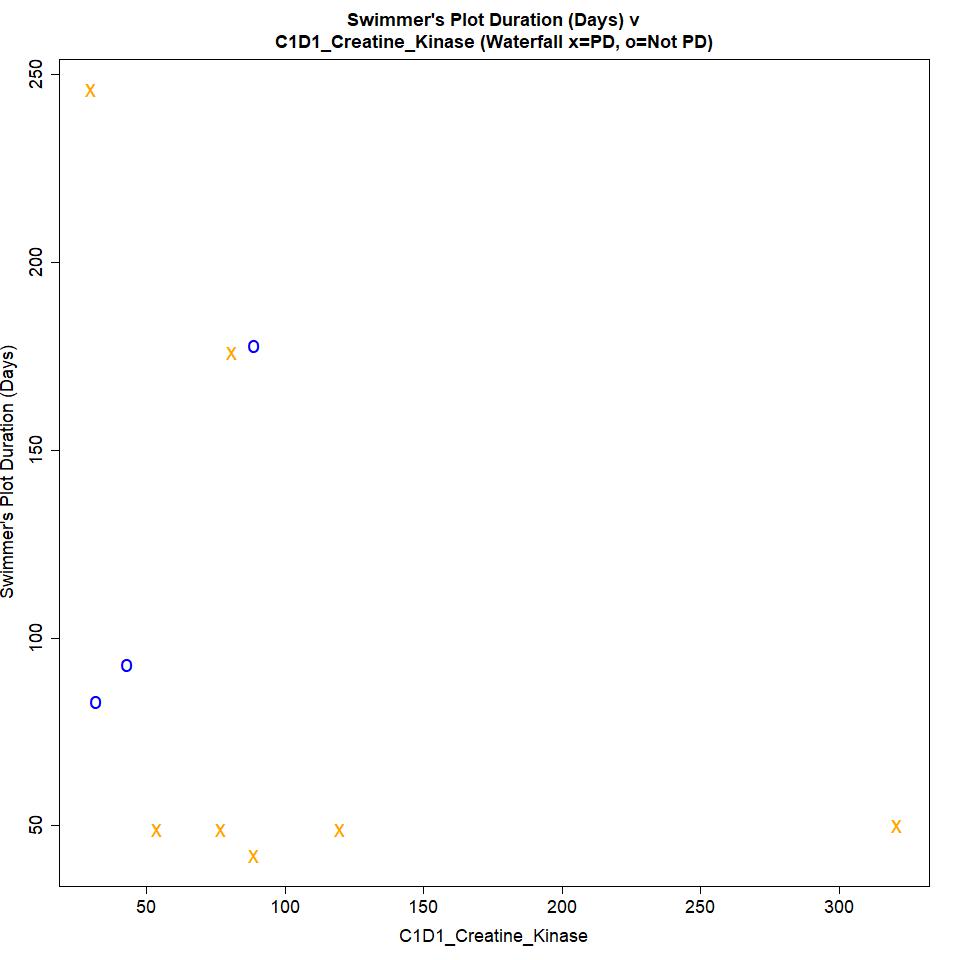 Swimmer's Plot Duration (Days) v
C1D1_Creatine_Kinase (Waterfall x=PD, o=Not PD)
Swimmer's Plot Duration (Days)
250
200
150
100
50
X
X
O
O
O
X
X
X
X
X
50
100
150
200
250
300
C1D1_Creatine_Kinase